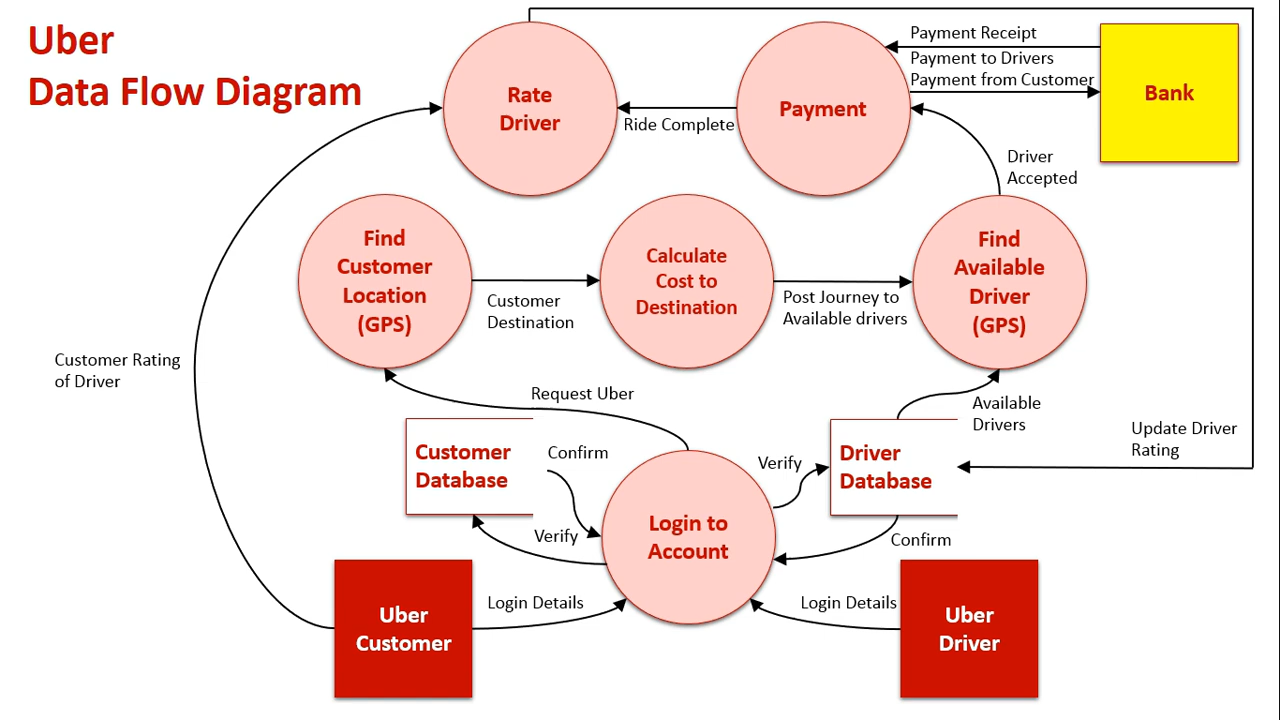 Uber
Data Flow Diagram
Rate
Driver
Ride Complete
Payment
Payment Receipt
Payment to Drivers
Payment from Customer
Bank
Driver
Accepted
Find
Customer
Location
(GPS)
Customer
Destination
Calculate
Cost to
Destination
Post Journey to
Available drivers
Find
Available
Driver
(GPS)
Customer Rating
of Driver
Request Uber
Available
Drivers
Update Driver
Rating
Customer
Database
Confirm
Verify
Login to
Account
Verify
Driver
Database
Confirm
Uber
Customer
Login Details
Login Details
Uber
Driver